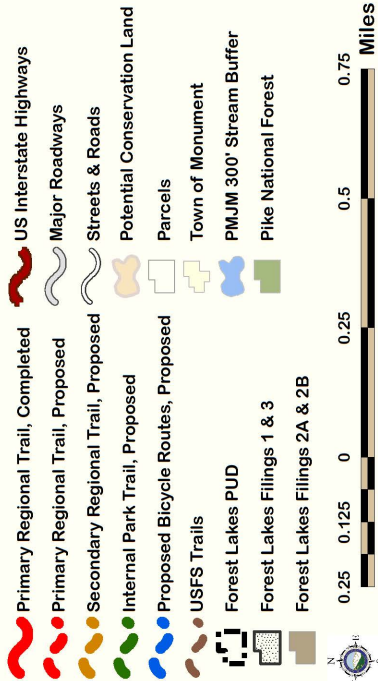 Primary Regional Trail, Completed
Primary Regional Trail, Proposed
Secondary Regional Trail, Proposed
Internal Park Trail, Proposed
Proposed Bicycle Routes, Proposed
USFS Trails
Forest Lakes PUD
Forest Lakes Filings 1 & 3
Forest Lakes Filings 2A & 2B
US Interstate Highways
Major Roadways
Streets & Roads
Potential Conservation Land
Parcels
Town of Monument
PMJM 300' Stream Buffer
Pike National Forest
N
E
S
W
0.25 0.125 0 0.25 0.5 0.75
Miles